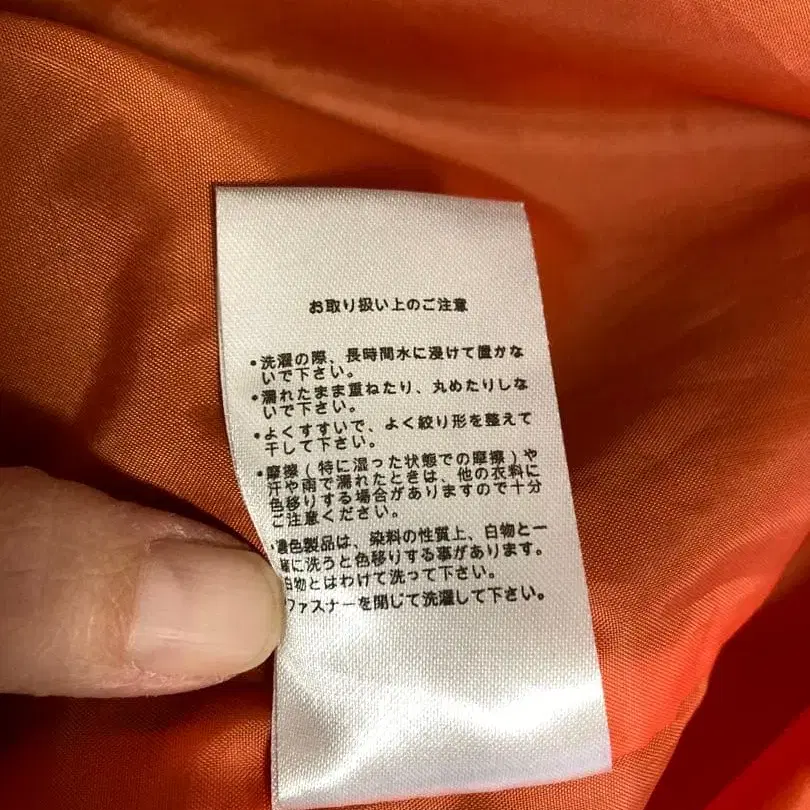 お取り扱い上のご注意
・洗濯の際、長時間水に浸けて置かな
いで下さい。
・濡れたまま重ねたり、丸めたりしな
いで下さい。
・よくすすいで、よく絞り形を整えて
干して下さい。
・摩擦(特に湿った状態での摩擦)や
汗や雨で濡れたときは、他の衣料に
色移りする場合がありますので十分
ご注意ください。
・濃色製品は、染料の性質上、白物と一
緒に洗うと色移りする事があります。
白物とはわけて洗って下さい。
ファスナーを閉じて洗濯して下さい。